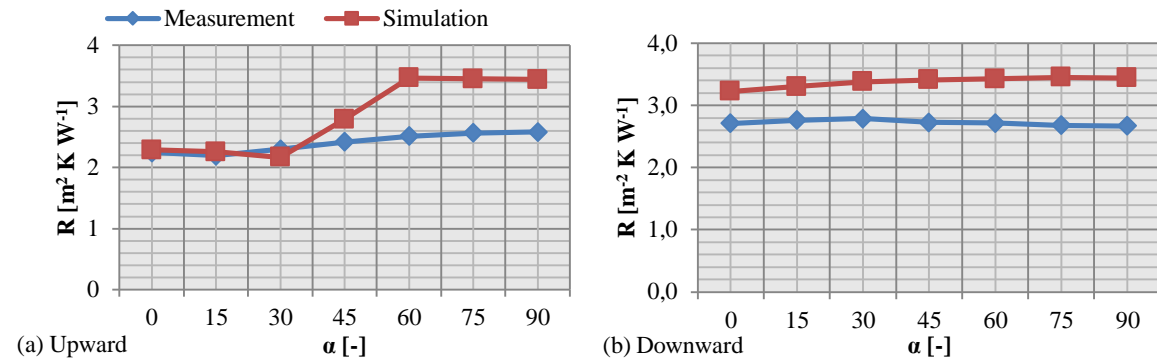 Measurement Simulation
4
3
2
1
0
R [m² K W⁻¹]
0 15 30 45 60 75 90
(a) Upward α [-]
4,0
3,0
2,0
1,0
0,0
R [m⁻² K W⁻¹]
0 15 30 45 60 75 90
(b) Downward α [-]